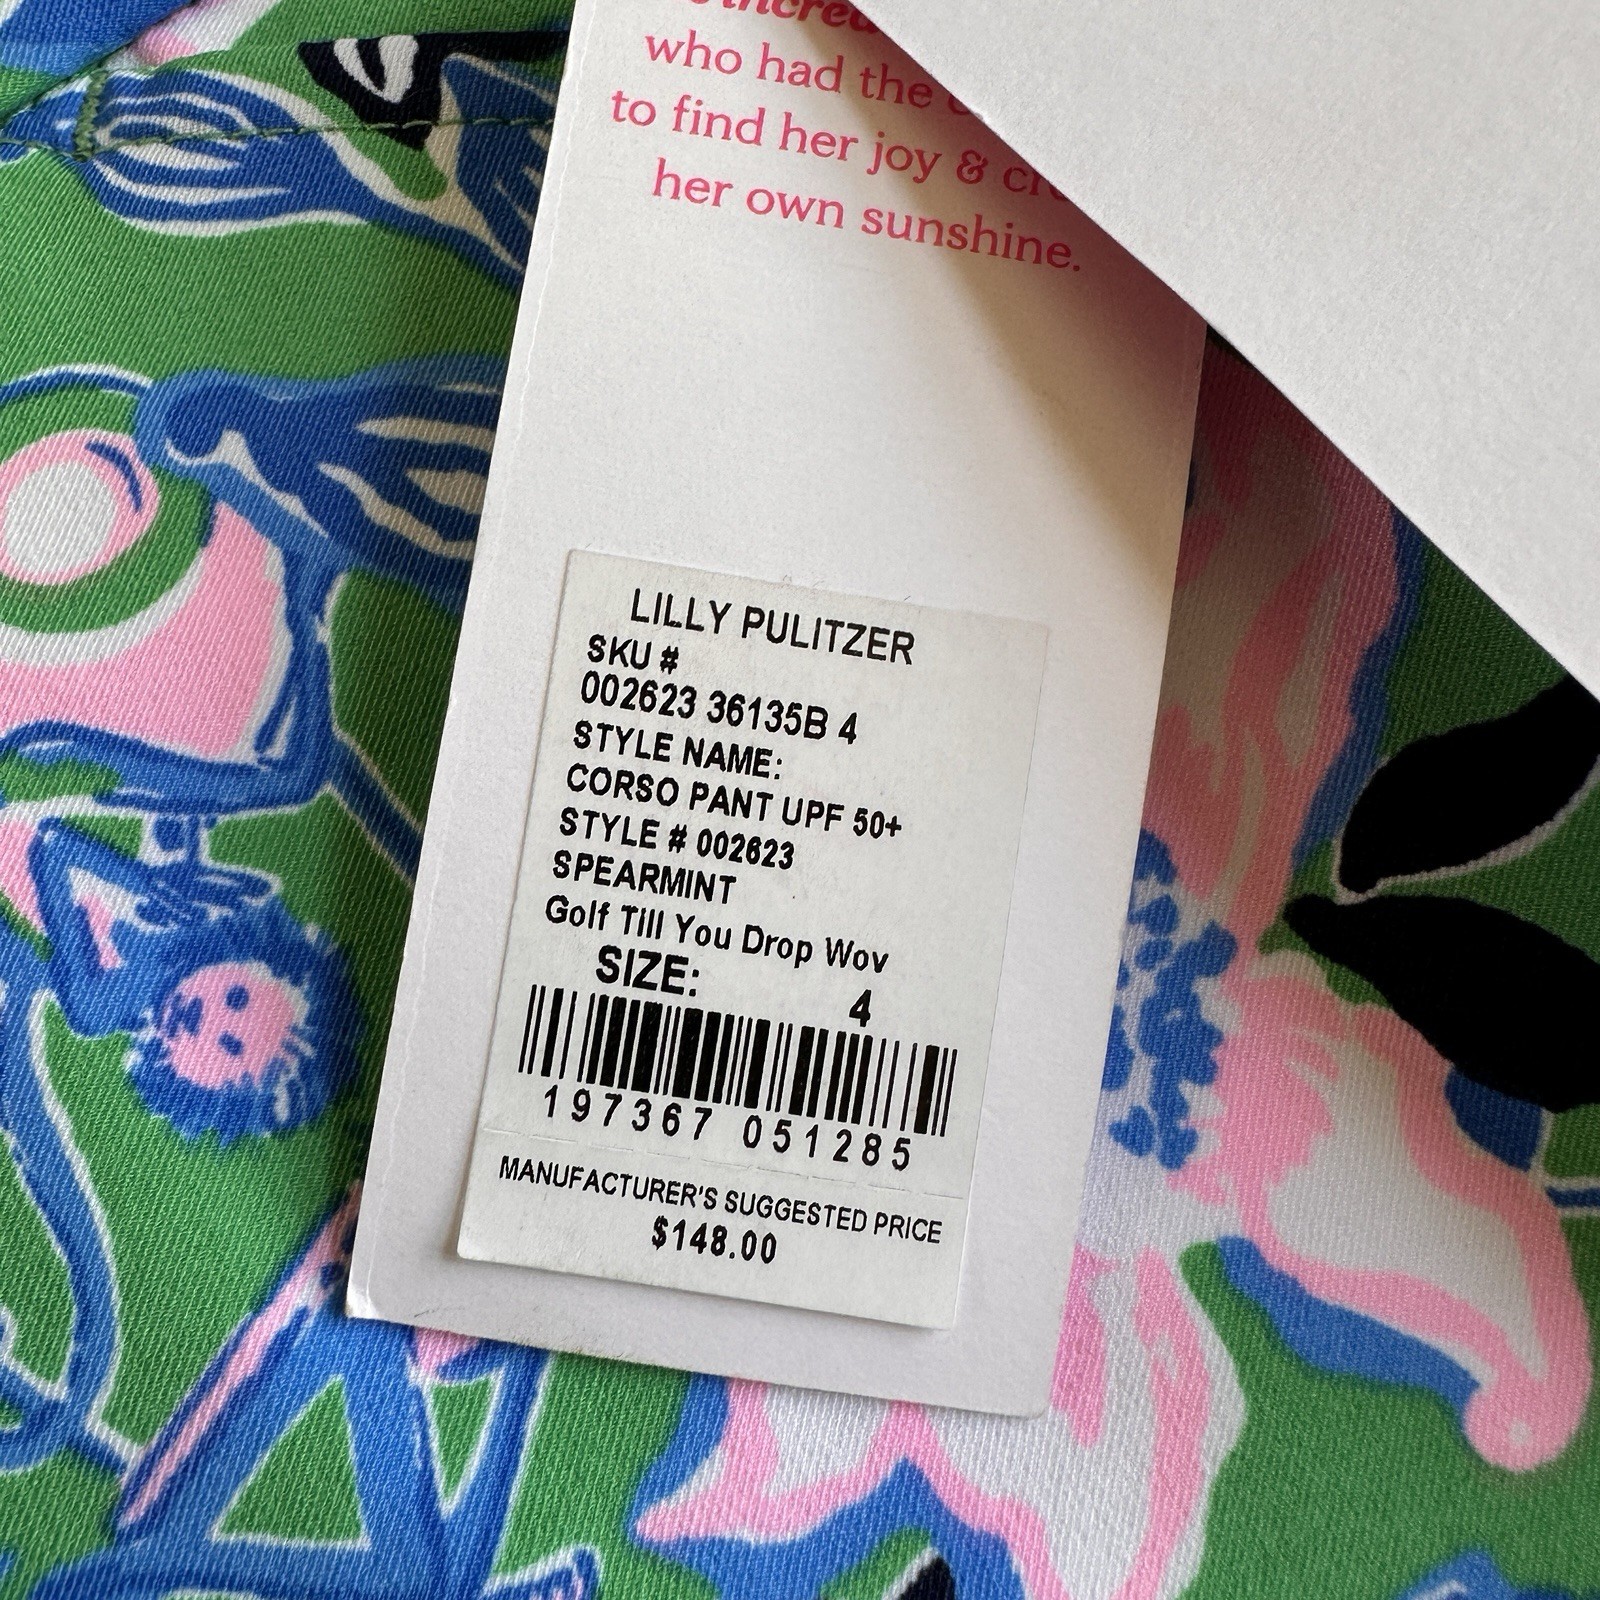 who had the
to find her joy &
her own sunshine.
LILLY PULITZER
SKU #
002623 36135B 4
STYLE NAME:
CORSO PANT UPF 50+
STYLE # 002623
SPEARMINT
Golf Till You Drop Wov
SIZE:
4
197367 051285
MANUFACTURER'S SUGGESTED PRICE
$148.00